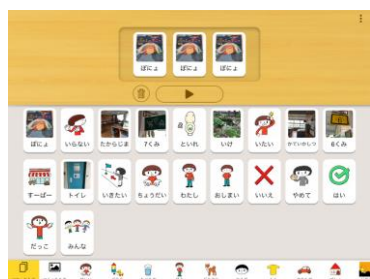 ぽにょ ぽにょ ぽにょ
ぽにょ いらない たからじま 7くみ といれ いけ いたい かていかしつ 6くみ
すーぱー トイレ いきたい ちょうだい わたし おしまい いいえ やめて はい
だっこ みんな